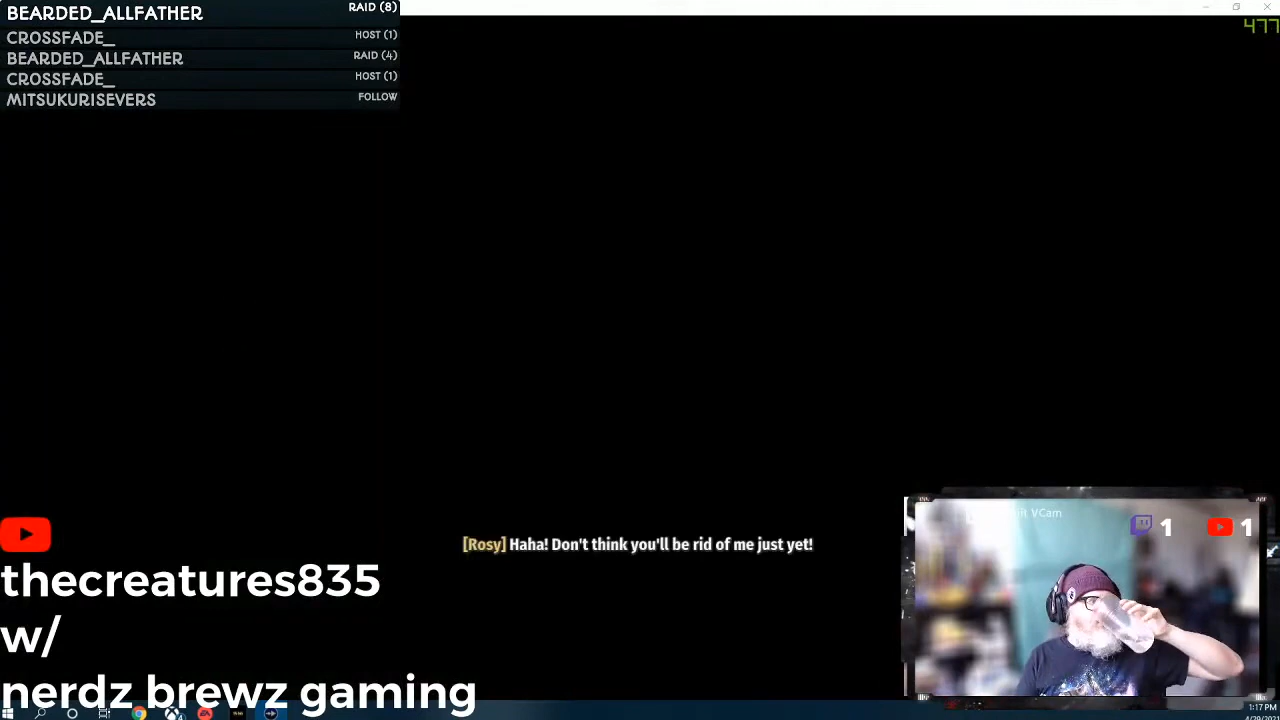 BEARDED_ALLFATHER RAID (8)
CROSSFADE_ HOST (1)
BEARDED_ALLFATHER RAID (4)
CROSSFADE_ HOST (1)
MITSUKURISEVERS FOLLOW
477
[Rosy] Haha! Don't think you'll be rid of me just yet!
VCam
1 1
thecreatures835
w/
nerdz brewz gaming
1:17 PM